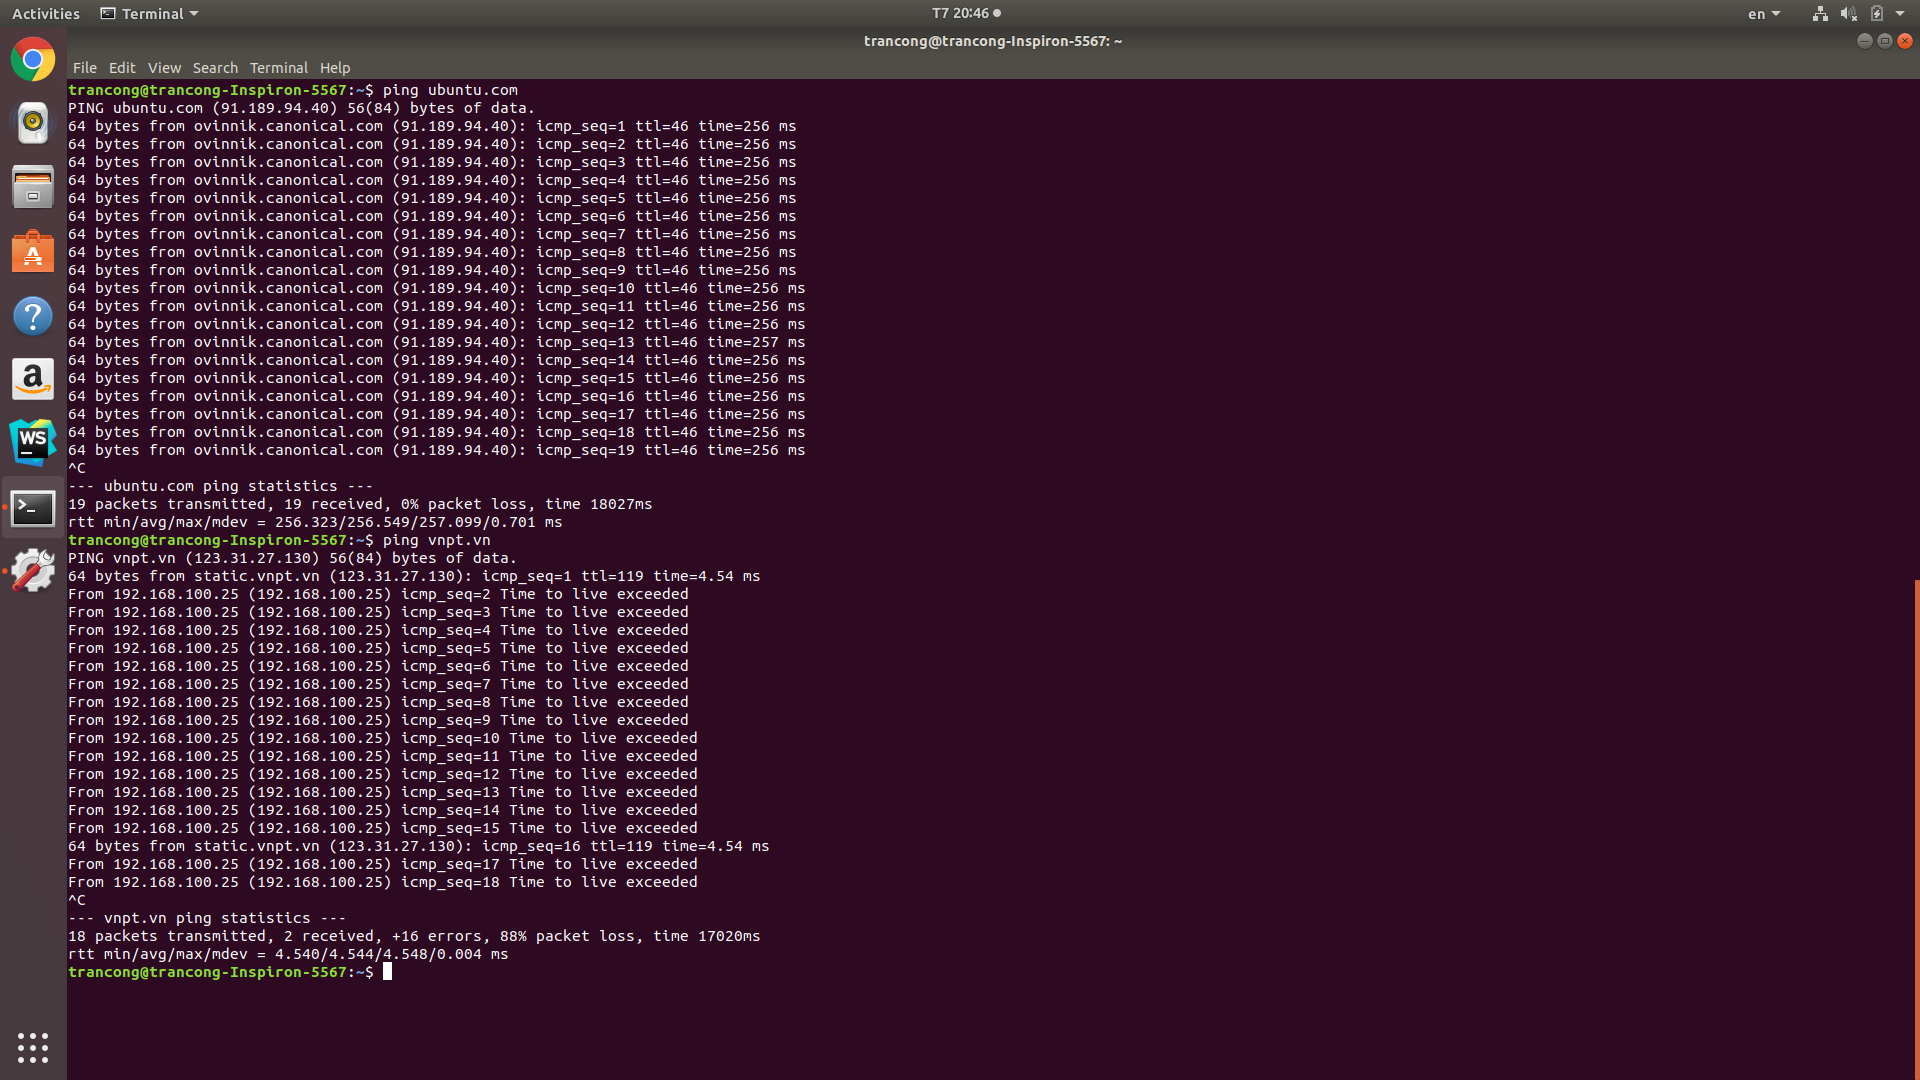 Activities Terminal T7 20:46 en
trancong@trancong-Inspiron-5567: ~
File Edit View Search Terminal Help
trancong@trancong-Inspiron-5567:~$ ping ubuntu.com
PING ubuntu.com (91.189.94.40) 56(84) bytes of data.
64 bytes from ovinnik.canonical.com (91.189.94.40): icmp_seq=1 ttl=46 time=256 ms
64 bytes from ovinnik.canonical.com (91.189.94.40): icmp_seq=2 ttl=46 time=256 ms
64 bytes from ovinnik.canonical.com (91.189.94.40): icmp_seq=3 ttl=46 time=256 ms
64 bytes from ovinnik.canonical.com (91.189.94.40): icmp_seq=4 ttl=46 time=256 ms
64 bytes from ovinnik.canonical.com (91.189.94.40): icmp_seq=5 ttl=46 time=256 ms
64 bytes from ovinnik.canonical.com (91.189.94.40): icmp_seq=6 ttl=46 time=256 ms
64 bytes from ovinnik.canonical.com (91.189.94.40): icmp_seq=7 ttl=46 time=256 ms
64 bytes from ovinnik.canonical.com (91.189.94.40): icmp_seq=8 ttl=46 time=256 ms
64 bytes from ovinnik.canonical.com (91.189.94.40): icmp_seq=9 ttl=46 time=256 ms
64 bytes from ovinnik.canonical.com (91.189.94.40): icmp_seq=10 ttl=46 time=256 ms
64 bytes from ovinnik.canonical.com (91.189.94.40): icmp_seq=11 ttl=46 time=256 ms
64 bytes from ovinnik.canonical.com (91.189.94.40): icmp_seq=12 ttl=46 time=256 ms
64 bytes from ovinnik.canonical.com (91.189.94.40): icmp_seq=13 ttl=46 time=257 ms
64 bytes from ovinnik.canonical.com (91.189.94.40): icmp_seq=14 ttl=46 time=256 ms
64 bytes from ovinnik.canonical.com (91.189.94.40): icmp_seq=15 ttl=46 time=256 ms
64 bytes from ovinnik.canonical.com (91.189.94.40): icmp_seq=16 ttl=46 time=256 ms
64 bytes from ovinnik.canonical.com (91.189.94.40): icmp_seq=17 ttl=46 time=256 ms
64 bytes from ovinnik.canonical.com (91.189.94.40): icmp_seq=18 ttl=46 time=256 ms
64 bytes from ovinnik.canonical.com (91.189.94.40): icmp_seq=19 ttl=46 time=256 ms
^C
--- ubuntu.com ping statistics ---
19 packets transmitted, 19 received, 0% packet loss, time 18027ms
rtt min/avg/max/mdev = 256.323/256.549/257.099/0.701 ms
trancong@trancong-Inspiron-5567:~$ ping vnpt.vn
PING vnpt.vn (123.31.27.130) 56(84) bytes of data.
64 bytes from static.vnpt.vn (123.31.27.130): icmp_seq=1 ttl=119 time=4.54 ms
From 192.168.100.25 (192.168.100.25) icmp_seq=2 Time to live exceeded
From 192.168.100.25 (192.168.100.25) icmp_seq=3 Time to live exceeded
From 192.168.100.25 (192.168.100.25) icmp_seq=4 Time to live exceeded
From 192.168.100.25 (192.168.100.25) icmp_seq=5 Time to live exceeded
From 192.168.100.25 (192.168.100.25) icmp_seq=6 Time to live exceeded
From 192.168.100.25 (192.168.100.25) icmp_seq=7 Time to live exceeded
From 192.168.100.25 (192.168.100.25) icmp_seq=8 Time to live exceeded
From 192.168.100.25 (192.168.100.25) icmp_seq=9 Time to live exceeded
From 192.168.100.25 (192.168.100.25) icmp_seq=10 Time to live exceeded
From 192.168.100.25 (192.168.100.25) icmp_seq=11 Time to live exceeded
From 192.168.100.25 (192.168.100.25) icmp_seq=12 Time to live exceeded
From 192.168.100.25 (192.168.100.25) icmp_seq=13 Time to live exceeded
From 192.168.100.25 (192.168.100.25) icmp_seq=14 Time to live exceeded
From 192.168.100.25 (192.168.100.25) icmp_seq=15 Time to live exceeded
64 bytes from static.vnpt.vn (123.31.27.130): icmp_seq=16 ttl=119 time=4.54 ms
From 192.168.100.25 (192.168.100.25) icmp_seq=17 Time to live exceeded
From 192.168.100.25 (192.168.100.25) icmp_seq=18 Time to live exceeded
^C
--- vnpt.vn ping statistics ---
18 packets transmitted, 2 received, +16 errors, 88% packet loss, time 17020ms
rtt min/avg/max/mdev = 4.540/4.544/4.548/0.004 ms
trancong@trancong-Inspiron-5567:~$
A
?
a
WS
>_